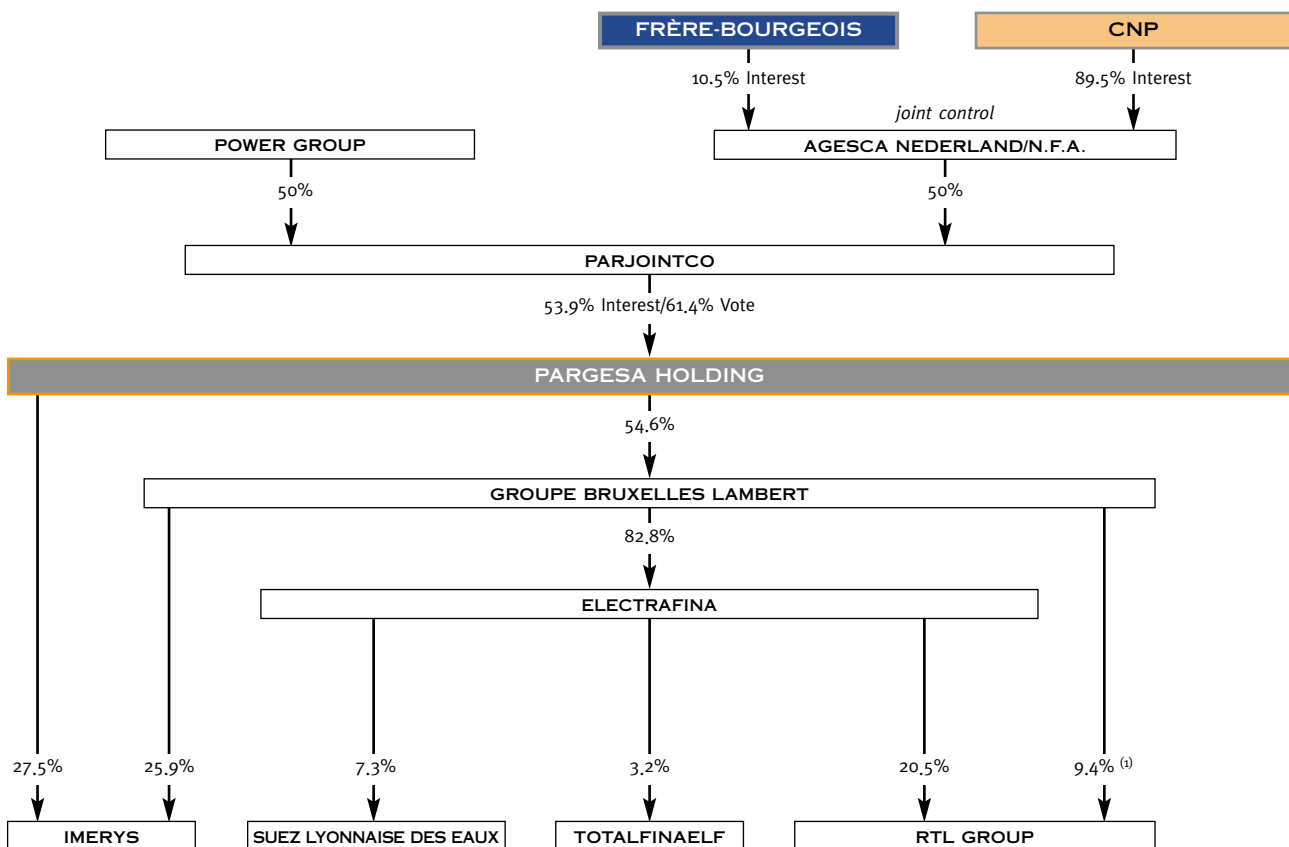 FRÈRE-BOURGEOIS
CNP
10.5% Interest
89.5% Interest
joint control
POWER GROUP
AGESCA NEDERLAND/N.F.A.
50%
50%
PARJOINTCO
53.9% Interest/61.4% Vote
PARGESA HOLDING
54.6%
GROUPE BRUXELLES LAMBERT
82.8%
ELECTRAFINA
27.5%
25.9%
7.3%
3.2%
20.5%
9.4% (1)
IMERYS
SUEZ LYONNAISE DES EAUX
TOTALFINAELF
RTL GROUP